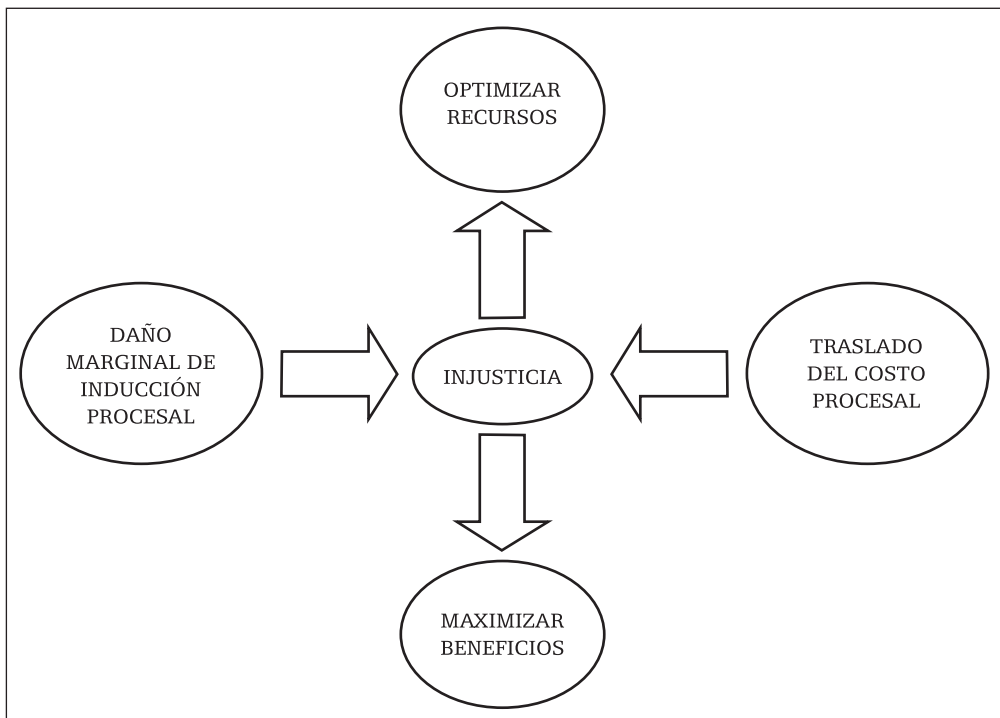 OPTIMIZAR
RECURSOS
DAÑO
MARGINAL DE
INDUCCIÓN
PROCESAL
INJUSTICIA
TRASLADO
DEL COSTO
PROCESAL
MAXIMIZAR
BENEFICIOS